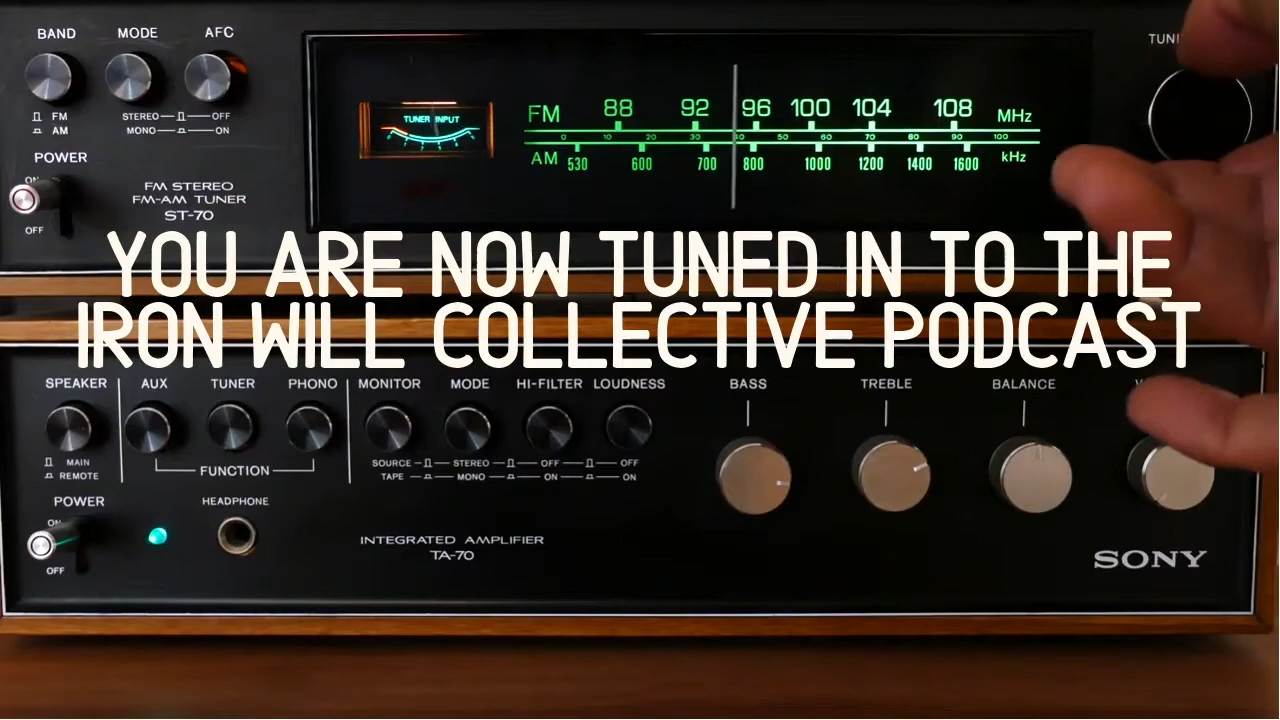 BAND MODE AFC
FM
AM
STEREO OFF
MONO ON
POWER
ON
OFF
FM STEREO
FM-AM TUNER
ST-70
TUNER INPUT
FM 88 92 96 100 104 108 MHz
0 10 20 30 40 50 60 70 80 90 100
AM 530 600 700 800 1000 1200 1400 1600 kHz
YOU ARE NOW TUNED IN TO THE
IRON WILL COLLECTIVE PODCAST
SPEAKER AUX TUNER PHONO MONITOR MODE HI-FILTER LOUDNESS BASS TREBLE BALANCE
MAIN
REMOTE
FUNCTION
SOURCE STEREO OFF OFF
TAPE MONO ON ON
POWER
ON
OFF
HEADPHONE
INTEGRATED AMPLIFIER
TA-70
SONY